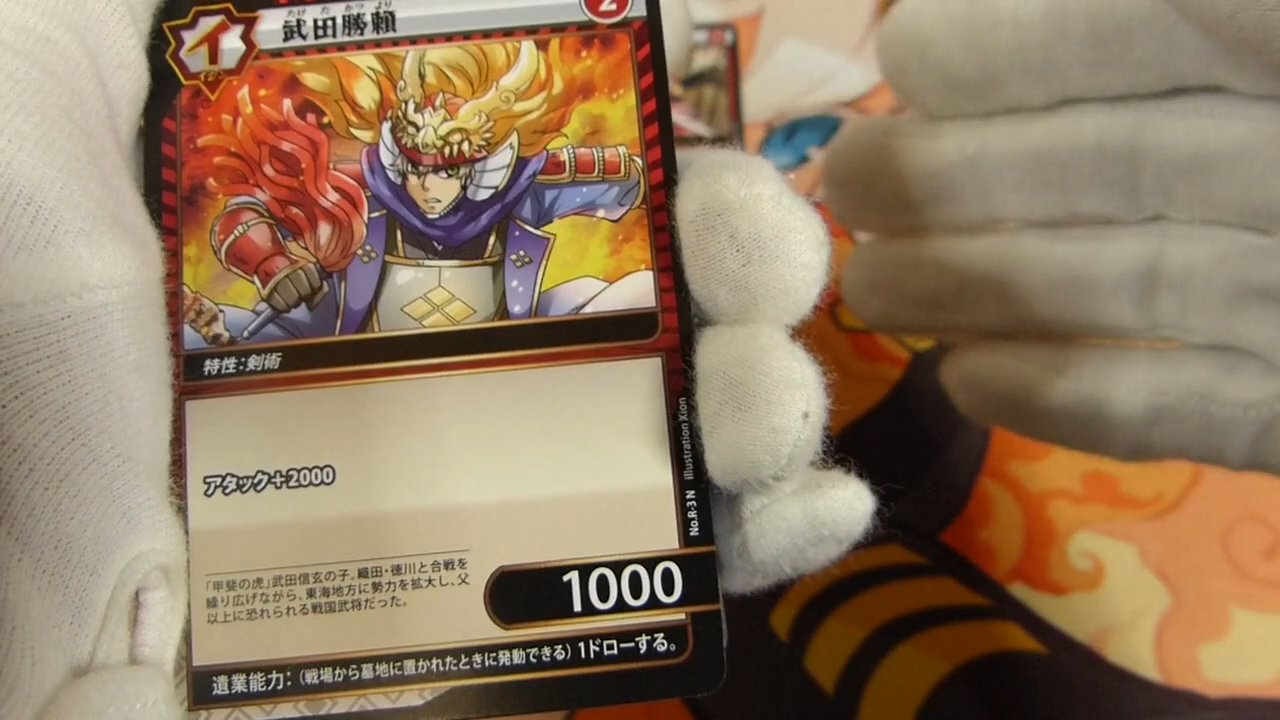 イ
たけ だ かつ より
武田勝頼
2
特性：剣術
アタック+2000
「甲斐の虎」武田信玄の子。織田・徳川と合戦を
繰り広げながら、東海地方に勢力を拡大し、父
以上に恐れられる戦国武将だった。
1000
遺業能力：（戦場から墓地に置かれたときに発動できる）1ドローする。
No.R-3 N illustration Xion